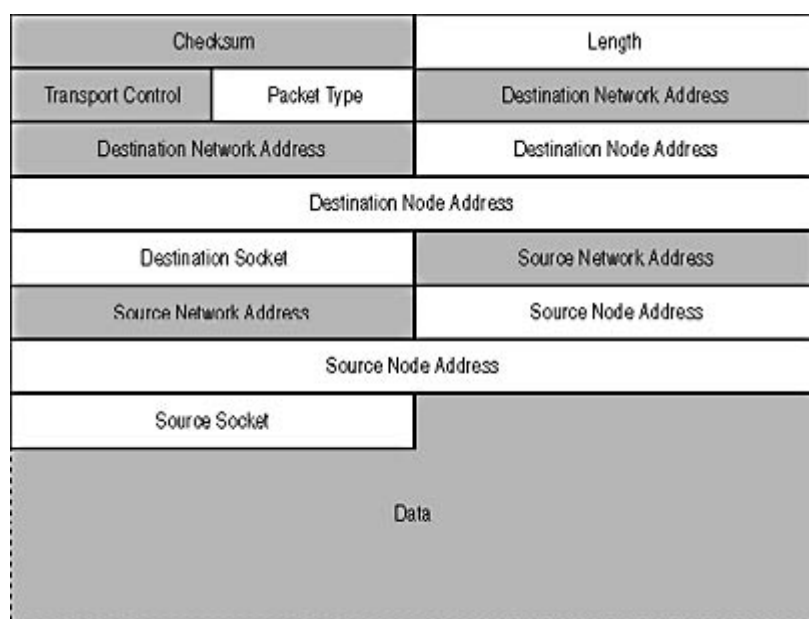 Checksum Length
Transport Control Packet Type Destination Network Address
Destination Network Address Destination Node Address
Destination Node Address
Destination Socket Source Network Address
Source Network Address Source Node Address
Source Node Address
Source Socket
Data